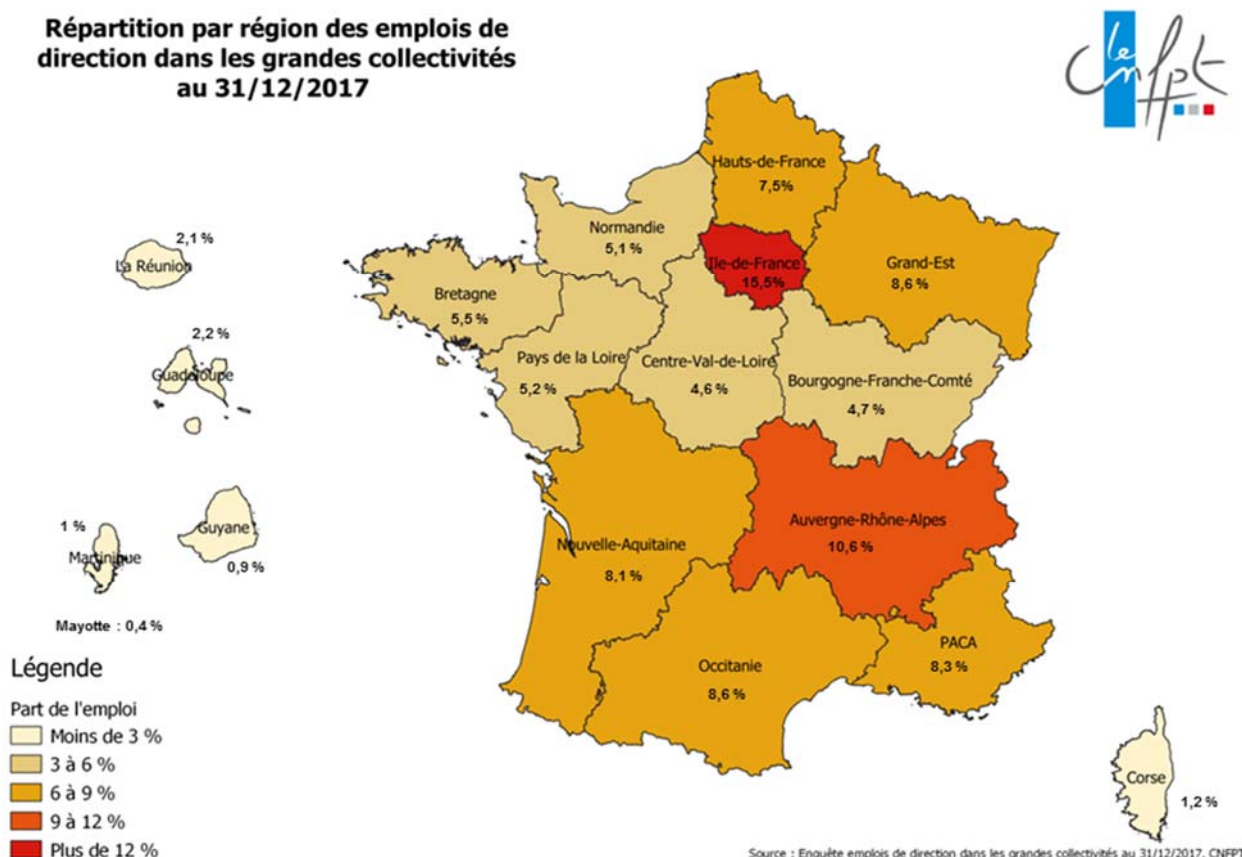 Répartition par région des emplois de
direction dans les grandes collectivités
au 31/12/2017
le cnfpt
Hauts-de-France
7,5%
Normandie
5,1 %
Ile-de-France
15,5%
Grand-Est
8,6 %
2,1 %
La Réunion
Bretagne
5,5 %
2,2 %
Guadeloupe
Pays de la Loire
5,2 %
Centre-Val-de-Loire
4,6 %
Bourgogne-Franche-Comté
4,7 %
1 %
Martinique
Guyane
0,9 %
Nouvelle-Aquitaine
8,1 %
Auvergne-Rhône-Alpes
10,6 %
Mayotte : 0,4 %
PACA
8,3 %
Occitanie
8,6 %
Corse
1,2 %
Légende
Part de l'emploi
Moins de 3 %
3 à 6 %
6 à 9 %
9 à 12 %
Plus de 12 %
Source : Enquête emplois de direction dans les grandes collectivités au 31/12/2017, CNFPT